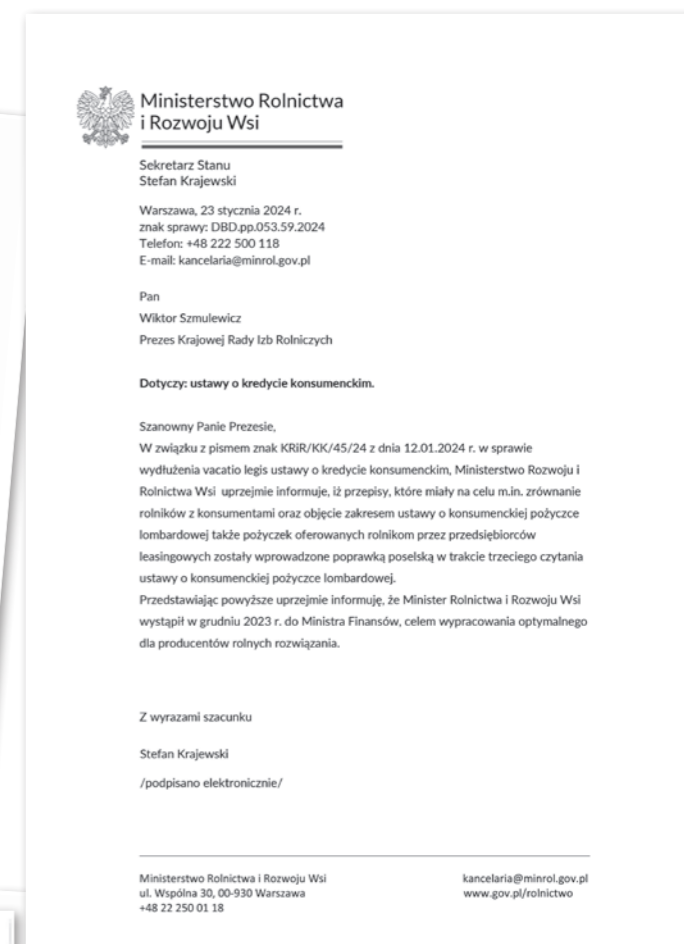 Ministerstwo Rolnictwa
i Rozwoju Wsi
Sekretarz Stanu
Stefan Krajewski
Warszawa, 23 stycznia 2024 r.
znak sprawy: DBD.pp.053.59.2024
Telefon: +48 222 500 118
E-mail: kancelaria@minrol.gov.pl
Pan
Wiktor Szmulewicz
Prezes Krajowej Rady Izb Rolniczych
Dotyczy: ustawy o kredycie konsumenckim.
Szanowny Panie Prezesie,
W związku z pismem znak KRiR/KK/45/24 z dnia 12.01.2024 r. w sprawie
wydłużenia vacatio legis ustawy o kredycie konsumenckim, Ministerstwo Rozwoju i
Rolnictwa Wsi uprzejmie informuje, iż przepisy, które miały na celu m.in. zrównanie
rolników z konsumentami oraz objęcie zakresem ustawy o konsumenckiej pożyczce
lombardowej także pożyczek oferowanych rolnikom przez przedsiębiorców
leasingowych zostały wprowadzone poprawką poselską w trakcie trzeciego czytania
ustawy o konsumenckiej pożyczce lombardowej.
Przedstawiając powyższe uprzejmie informuję, że Minister Rolnictwa i Rozwoju Wsi
wystąpił w grudniu 2023 r. do Ministra Finansów, celem wypracowania optymalnego
dla producentów rolnych rozwiązania.
Z wyrazami szacunku
Stefan Krajewski
/podpisano elektronicznie/
Ministerstwo Rolnictwa i Rozwoju Wsi
ul. Wspólna 30, 00-930 Warszawa
+48 22 250 01 18
kancelaria@minrol.gov.pl
www.gov.pl/rolnictwo